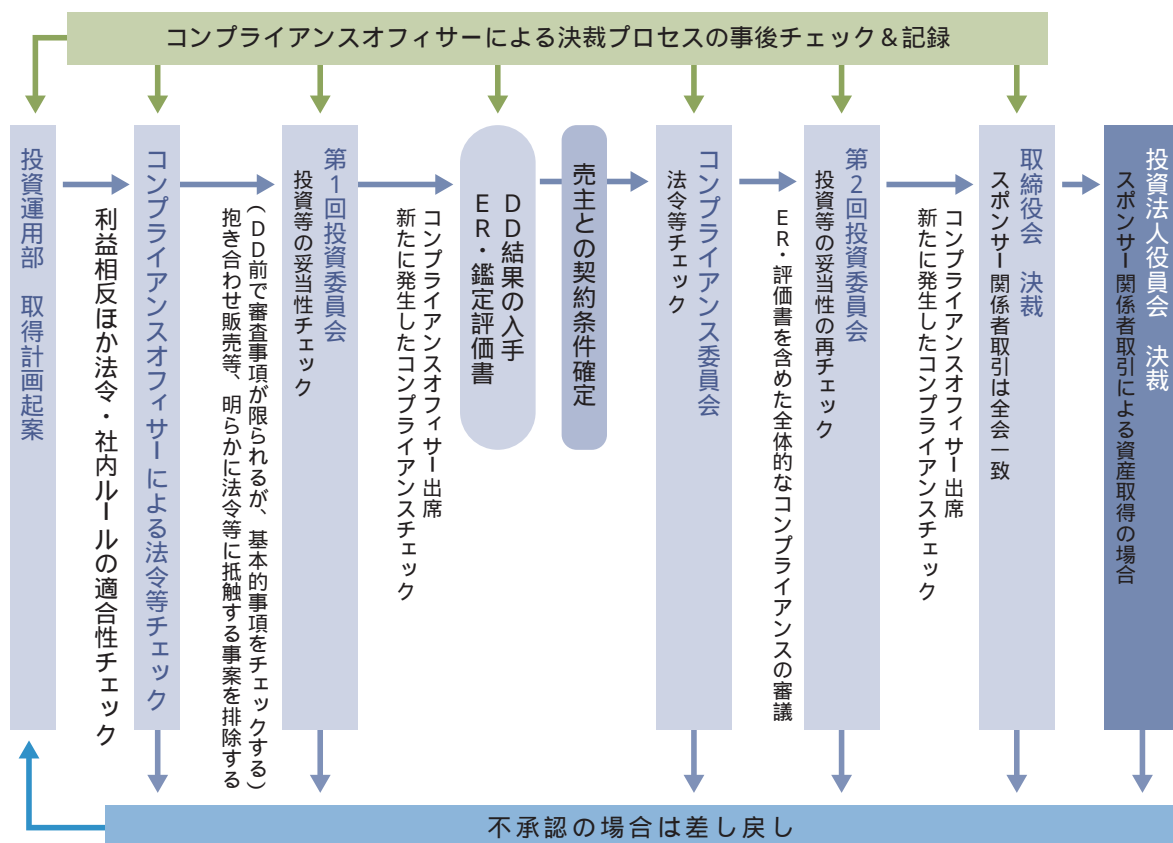 コンプライアンスオフィサーによる決裁プロセスの事後チェック＆記録
投資運用部　取得計画起案
利益相反ほか法令・社内ルールの適合性チェック
コンプライアンスオフィサーによる法令等チェック
(DD前で審査事項が限られるが、基本的事項をチェックする)
抱き合わせ販売等、明らかに法令等に抵触する事案を排除する
第1回投資委員会
投資等の妥当性チェック
コンプライアンスオフィサー出席
新たに発生したコンプライアンスチェック
DD結果の入手
ER・鑑定評価書
売主との契約条件確定
コンプライアンス委員会
法令等チェック
ER・評価書を含めた全体的なコンプライアンスの審議
第2回投資委員会
投資等の妥当性の再チェック
コンプライアンスオフィサー出席
新たに発生したコンプライアンスチェック
取締役会　決裁
スポンサー関係者取引は全会一致
投資法人役員会　決裁
スポンサー関係者取引による資産取得の場合
不承認の場合は差し戻し